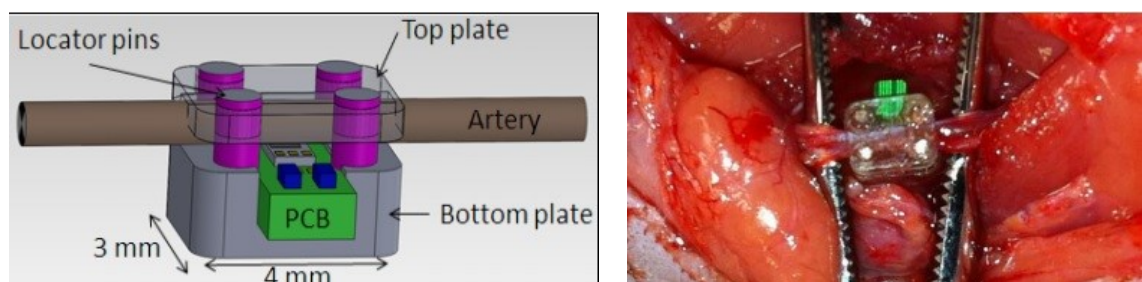 Locator pins
Top plate
Artery
PCB
Bottom plate
3 mm
4 mm